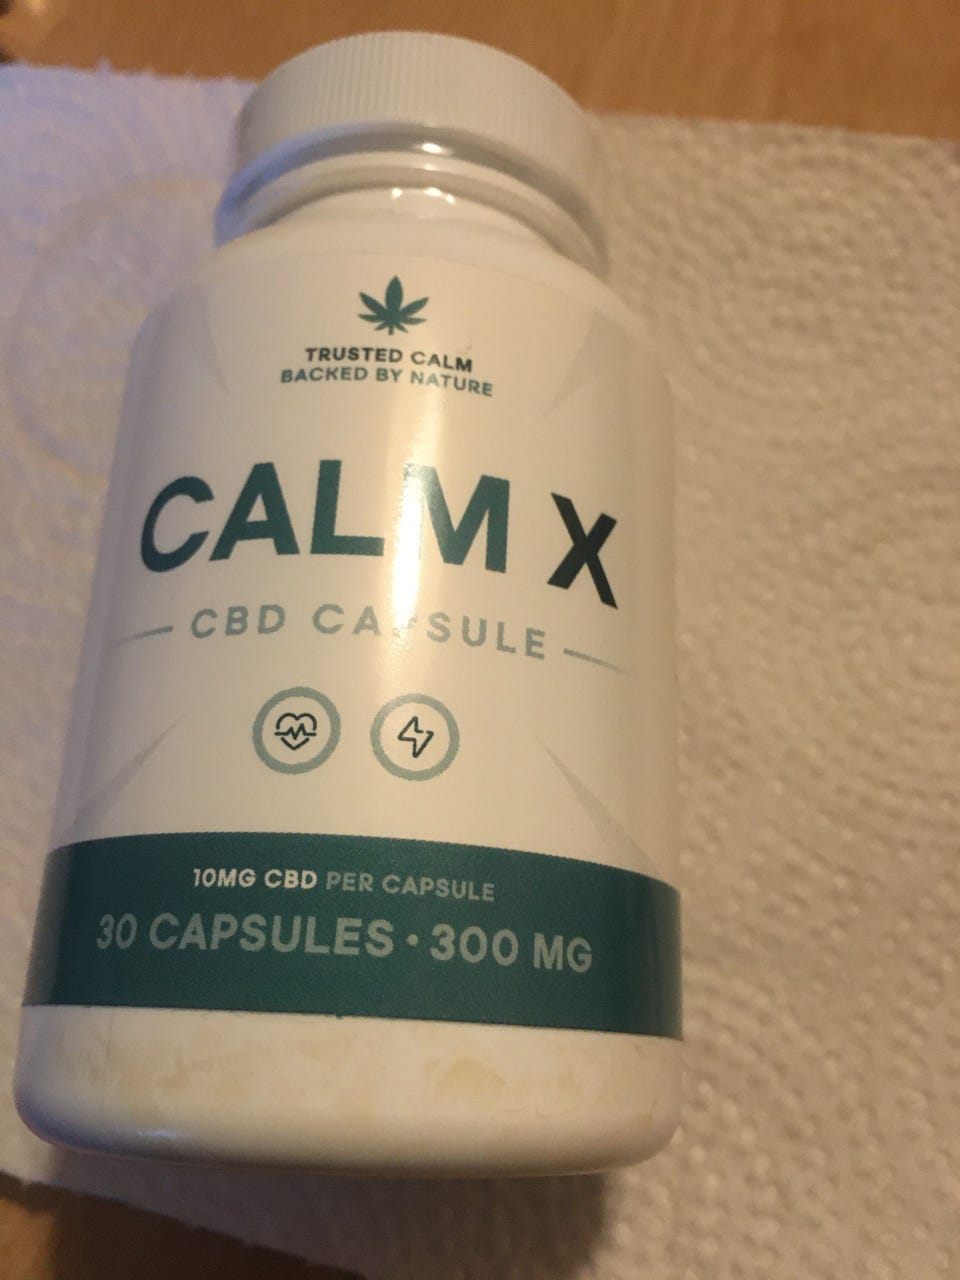 TRUSTED CALM
BACKED BY NATURE
CALM X
CBD CAPSULE
10MG CBD PER CAPSULE
30 CAPSULES • 300 MG